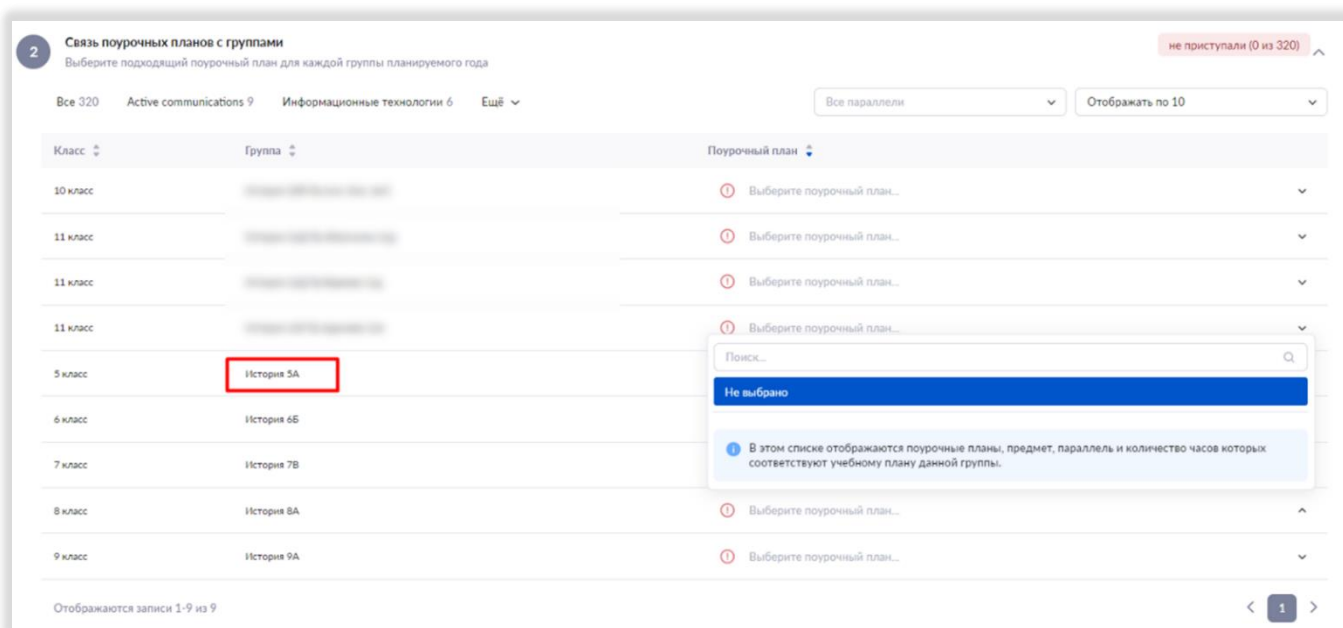 2
Связь поурочных планов с группами
Выберите подходящий поурочный план для каждой группы планируемого года
не приступали (0 из 320)
Все 320 Active communications 9 Информационные технологии 6 Ещё
Все параллели
Отображать по 10
Класс Группа Поурочный план
10 класс Выберите поурочный план...
11 класс Выберите поурочный план...
11 класс Выберите поурочный план...
11 класс Выберите поурочный план...
Поиск...
5 класс История 5А
Не выбрано
6 класс История 6Б
В этом списке отображаются поурочные планы, предмет, параллель и количество часов которых
соответствуют учебному плану данной группы.
7 класс История 7В
8 класс История 8А Выберите поурочный план...
9 класс История 9А Выберите поурочный план...
Отображаются записи 1-9 из 9
1